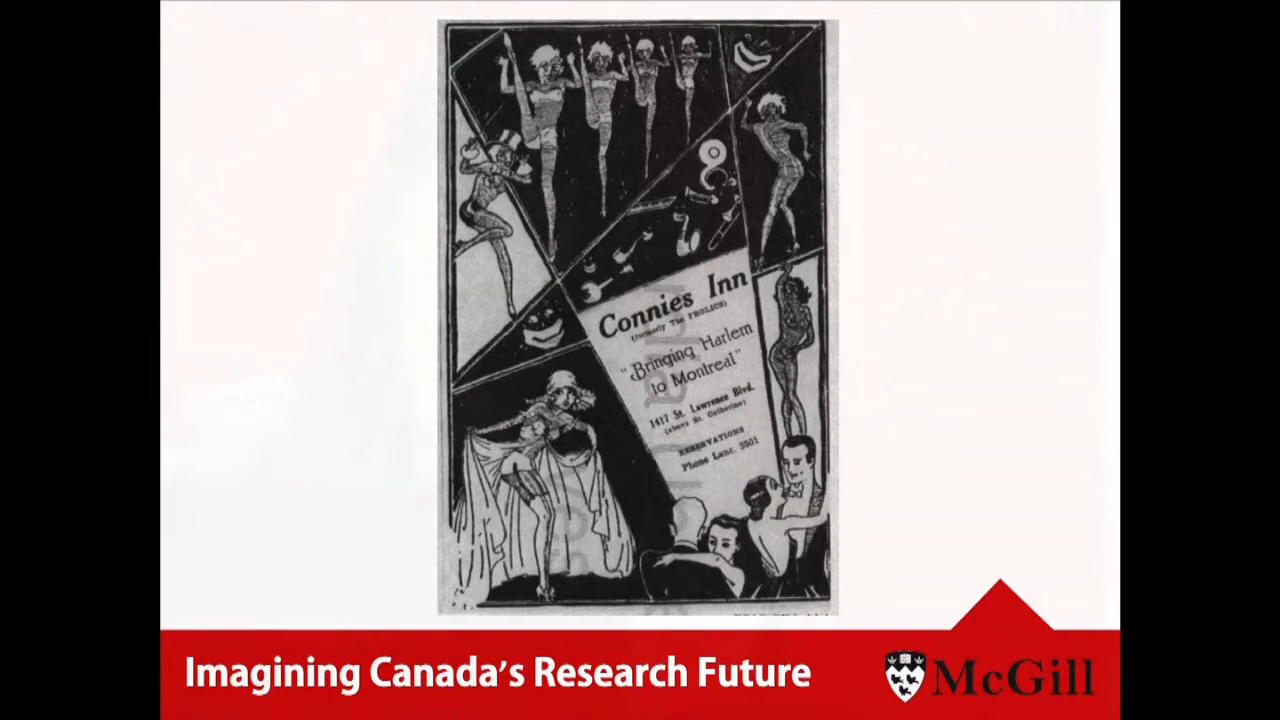 Connies Inn
(formerly The FROLICS)
"Bringing Harlem
to Montreal"
1417 St. Lawrence Blvd.
(above St. Catherine)
RESERVATIONS
Phone Lanc. 3501
Imagining Canada's Research Future
McGill